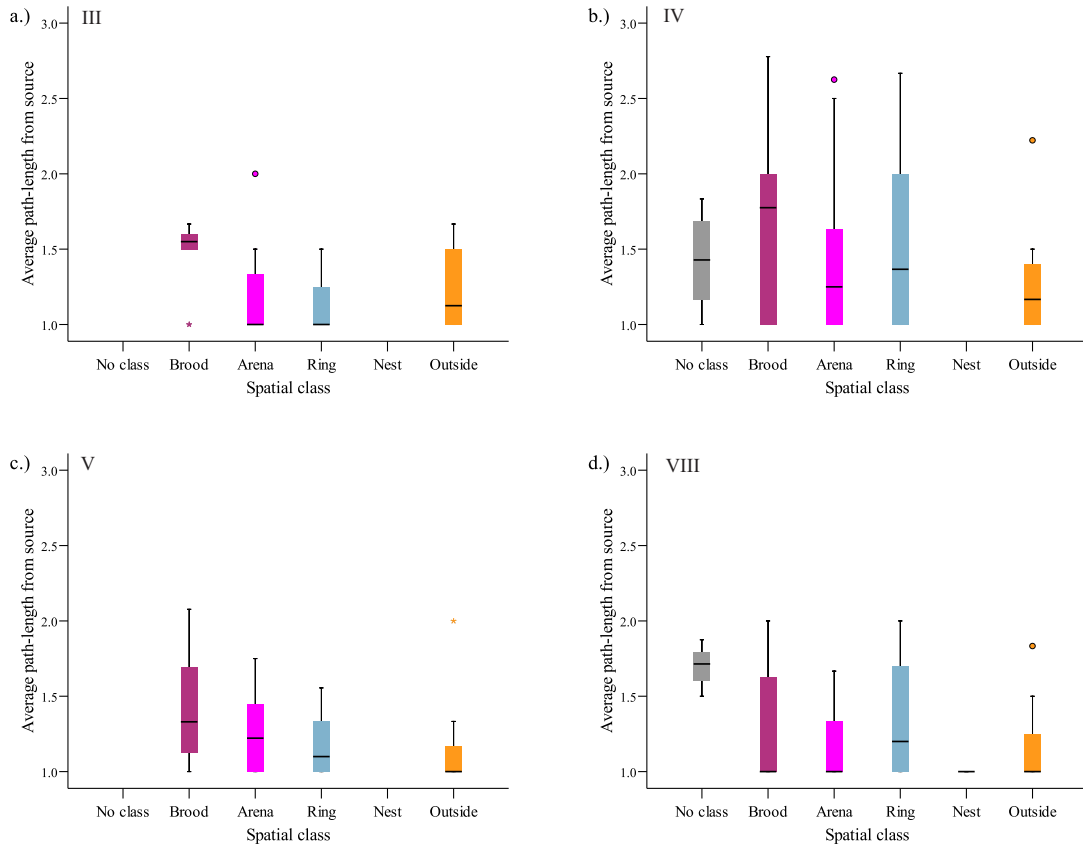 a.) III
Average path-length from source
3.0
2.5
2.0
1.5
1.0
No class Brood Arena Ring Nest Outside
Spatial class
b.) IV
Average path-length from source
3.0
2.5
2.0
1.5
1.0
No class Brood Arena Ring Nest Outside
Spatial class
c.) V
Average path-length from source
3.0
2.5
2.0
1.5
1.0
No class Brood Arena Ring Nest Outside
Spatial class
d.) VIII
Average path-length from source
3.0
2.5
2.0
1.5
1.0
No class Brood Arena Ring Nest Outside
Spatial class